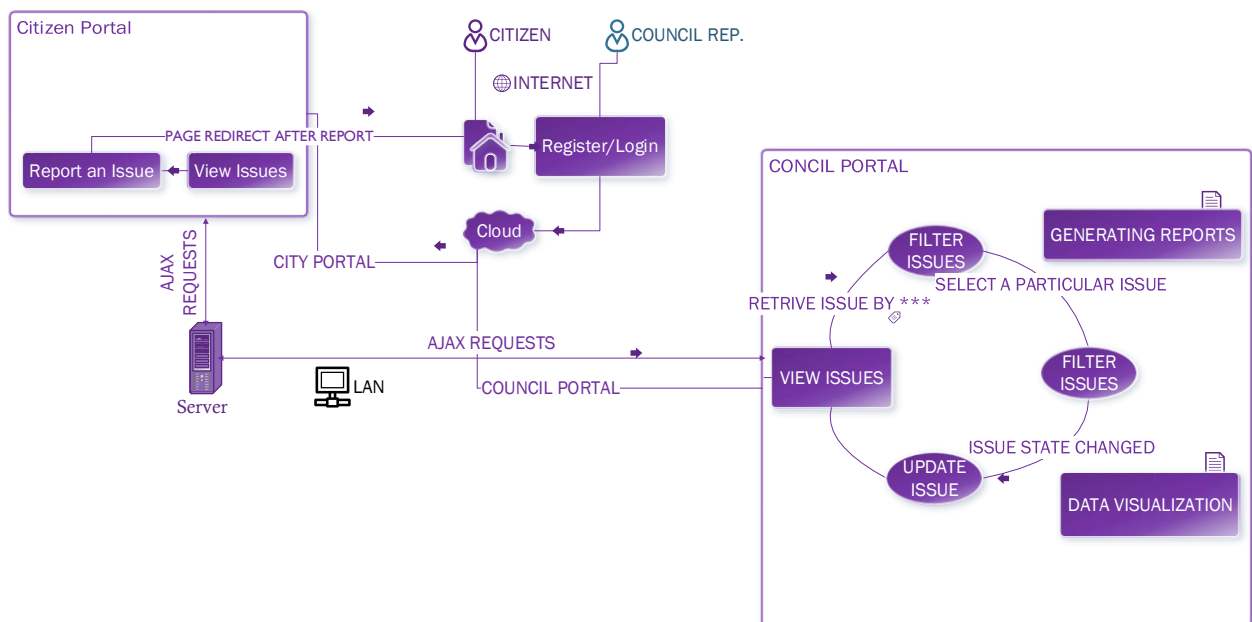 Citizen Portal
CITIZEN
COUNCIL REP.
INTERNET
PAGE REDIRECT AFTER REPORT
Report an Issue
View Issues
Register/Login
Cloud
CITY PORTAL
AJAX
REQUESTS
Server
LAN
AJAX REQUESTS
COUNCIL PORTAL
CONCIL PORTAL
FILTER
ISSUES
GENERATING REPORTS
SELECT A PARTICULAR ISSUE
RETRIVE ISSUE BY ***
VIEW ISSUES
FILTER
ISSUES
ISSUE STATE CHANGED
UPDATE
ISSUE
DATA VISUALIZATION